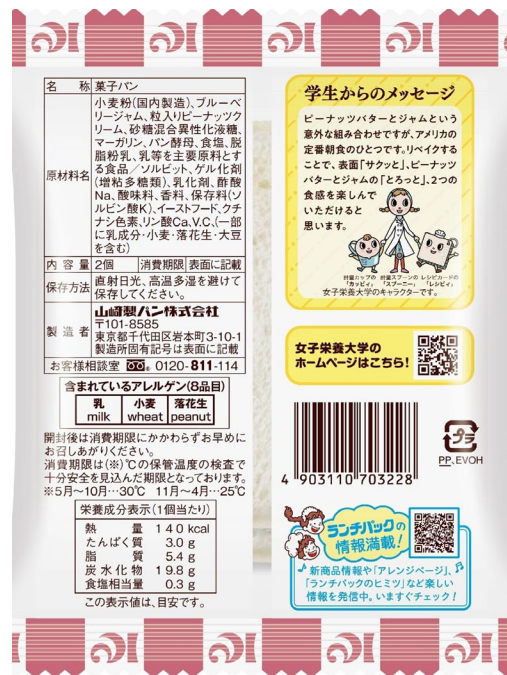 名 称 菓子パン
原材料名
小麦粉(国内製造)、ブルーベ
リージャム、粒入りピーナッツク
リーム、砂糖混合異性化液糖、
マーガリン、パン酵母、食塩、脱
脂粉乳、乳等を主要原料とす
る食品/ソルビット、ゲル化剤
(増粘多糖類)、乳化剤、酢酸
Na、酸味料、香料、保存料(ソ
ルビン酸K)、イーストフード、クチ
ナシ色素、リン酸Ca、V.C、(一部
に乳成分・小麦・落花生・大豆
を含む)
内 容 量 2個 消費期限 表面に記載
保存方法 直射日光、高温多湿を避けて
保存してください。
製 造 者 山崎製パン株式会社
〒101-8585
東京都千代田区岩本町3-10-1
製造所固有記号は表面に記載
お客様相談室 0120-811-114
含まれているアレルゲン(8品目)
乳 小麦 落花生
milk wheat peanut
開封後は消費期限にかかわらずお早めに
お召しあがりください。
消費期限は(※)℃の保管温度の検査で
十分安全を見込んだ期限となっております。
※5月〜10月…30℃ 11月〜4月…25℃
栄養成分表示(1個当たり)
熱 量 140 kcal
たんぱく質 3.0 g
脂 質 5.4 g
炭水化物 19.8 g
食塩相当量 0.3 g
この表示値は、目安です。
学生からのメッセージ
ピーナッツバターとジャムという
意外な組み合わせですが、アメリカの
定番朝食のひとつです。リベイクする
ことで、表面「サクッと」、ピーナッツ
バターとジャムの「とろっと」、2つの
食感を楽しんで
いただけると
思います。
計量カップの 計量スプーンの レシピカードの
「カッピィ」 「スプーニー」 「レシピィ」
女子栄養大学のキャラクターです。
女子栄養大学の
ホームページはこちら!
4 903110 703228
プラ
PP、EVOH
ランチパックの
情報満載!
新商品情報や「アレンジページ」、
「ランチパックのヒミツ」など楽しい
情報を発信中。いますぐチェック!